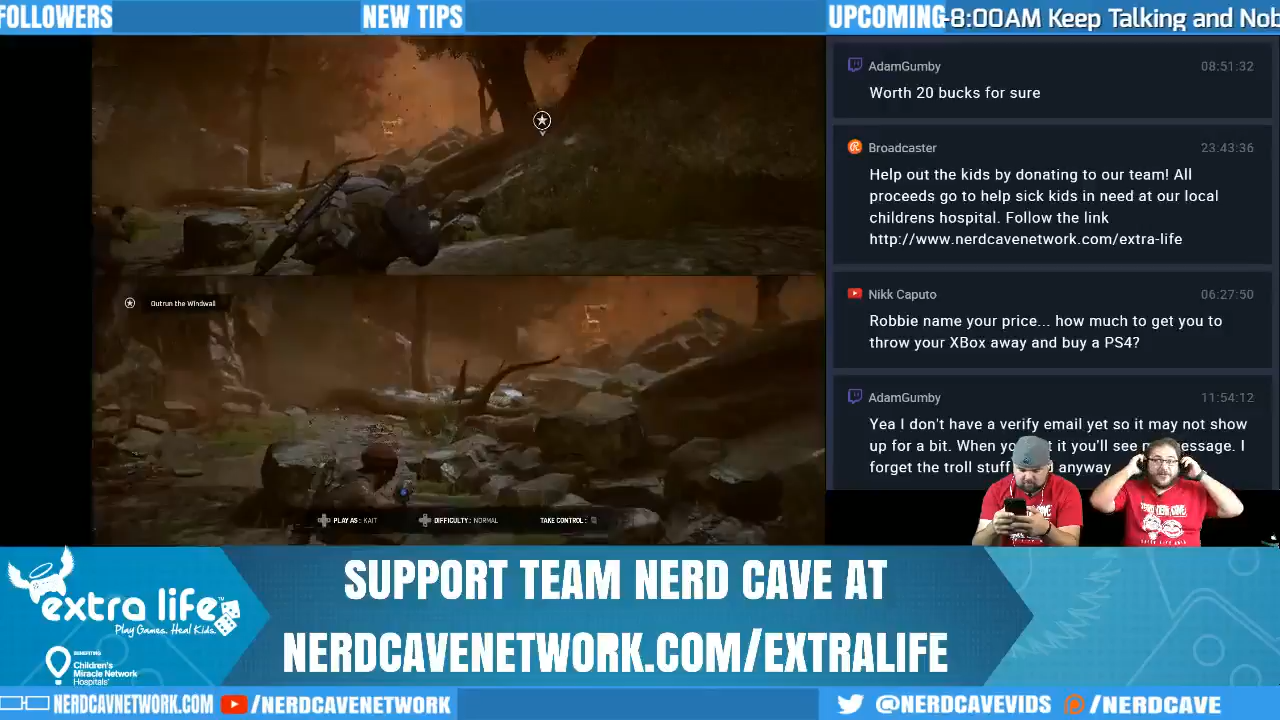 FOLLOWERS
NEW TIPS
UPCOMING
-8:00AM Keep Talking and Nob
AdamGumby
08:51:32
Worth 20 bucks for sure
Broadcaster
23:43:36
Help out the kids by donating to our team! All
proceeds go to help sick kids in need at our local
childrens hospital. Follow the link
http://www.nerdcavenetwork.com/extra-life
Nikk Caputo
06:27:50
Robbie name your price... how much to get you to
throw your XBox away and buy a PS4?
AdamGumby
11:54:12
Yea I don't have a verify email yet so it may not show
up for a bit. When it you'll see
forget the troll stuff anyway
Outrun the Windwall
PLAY AS: KAIT
DIFFICULTY: NORMAL
TAKE CONTROL:
SUPPORT TEAM NERD CAVE AT
NERDCAVENETWORK.COM/EXTRALIFE
extra life
Play Games. Heal Kids.
BENEFITING
Children's
Miracle Network
Hospitals
NERDCAVNETWORK.COM
/NERDCAVENETWORK
@NERDCAVEVIDS
/NERDCAVE